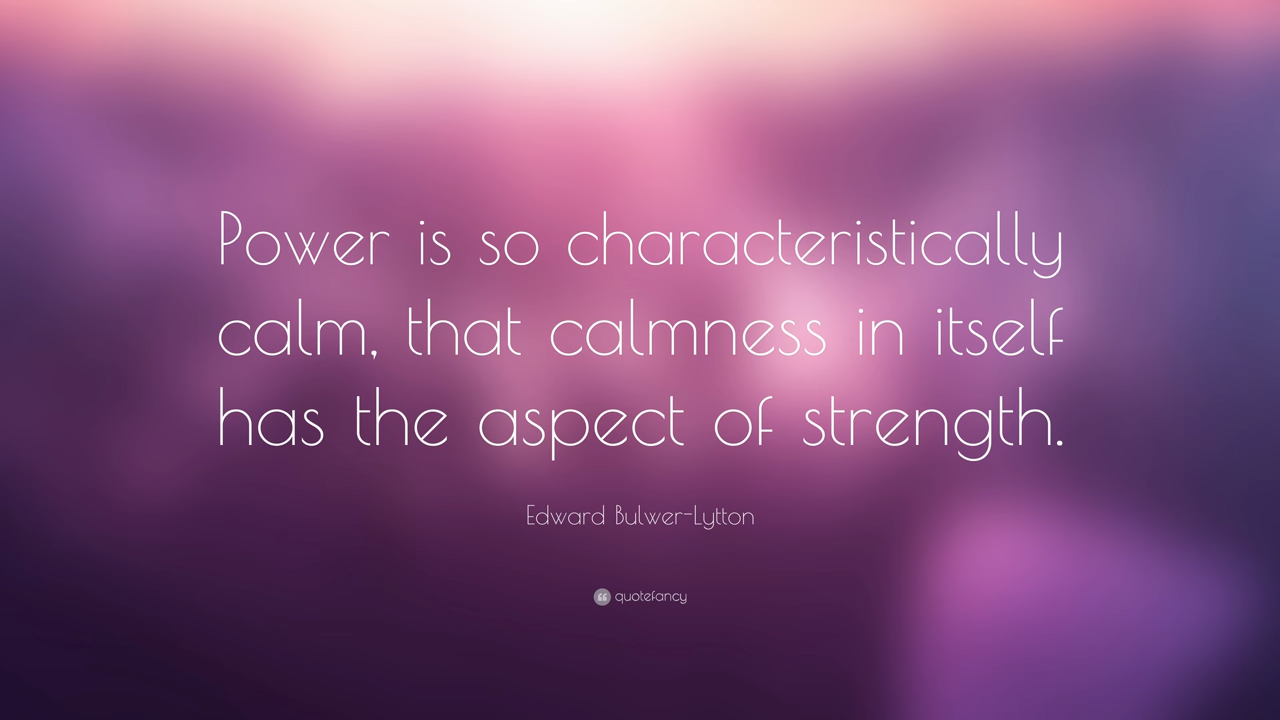 Power is so characteristically
calm, that calmness in itself
has the aspect of strength.
Edward Bulwer-Lytton
quotefancy